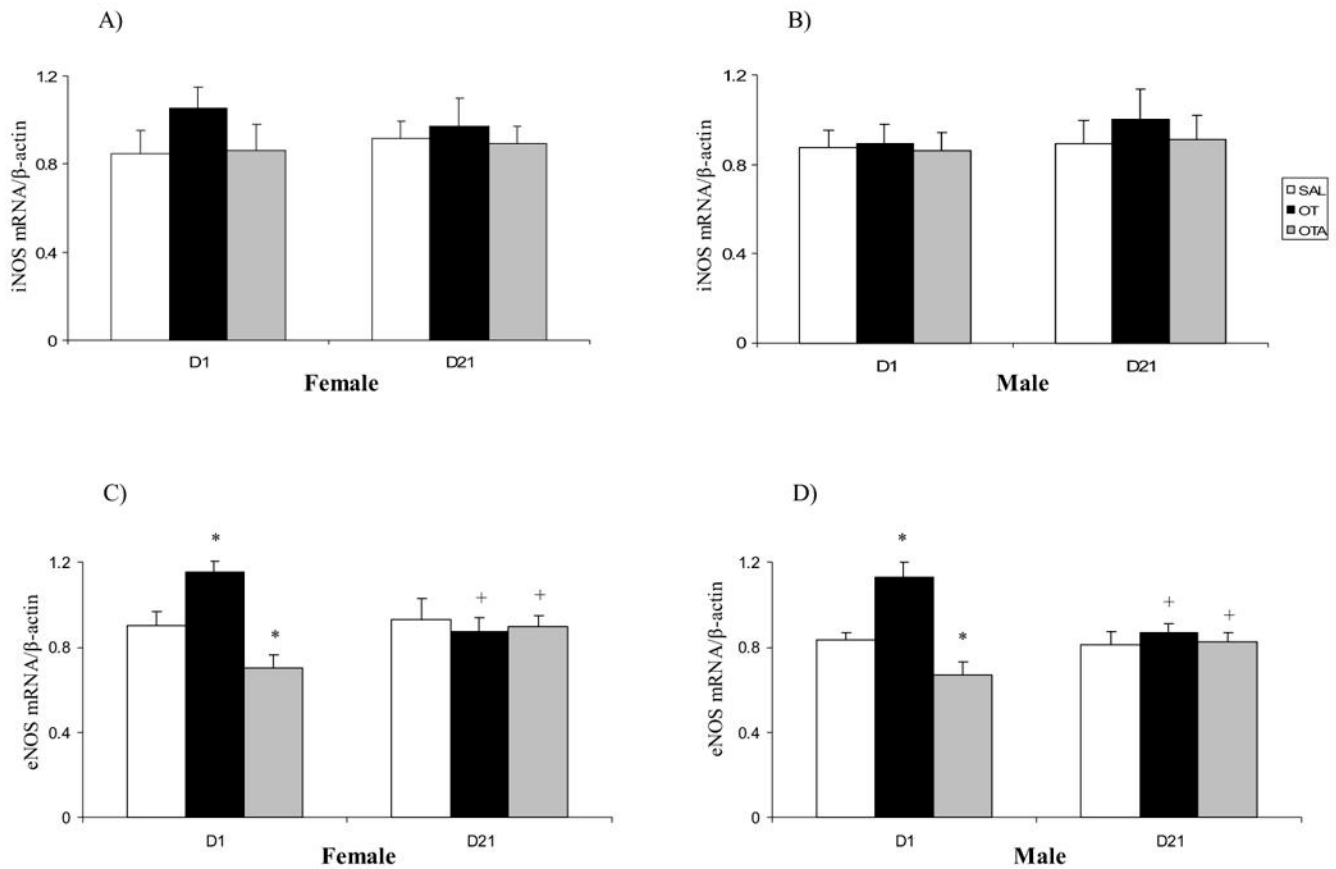 A)
1.2
0.8
0.4
0
iNOS mRNA/β-actin
D1
D21
Female
B)
1.2
0.8
0.4
0
iNOS mRNA/β-actin
D1
D21
Male
SAL
OT
OTA
C)
1.2
0.8
0.4
0
eNOS mRNA/β-actin
*
*
+
+
D1
D21
Female
D)
1.2
0.8
0.4
0
eNOS mRNA/β-actin
*
*
+
+
D1
D21
Male